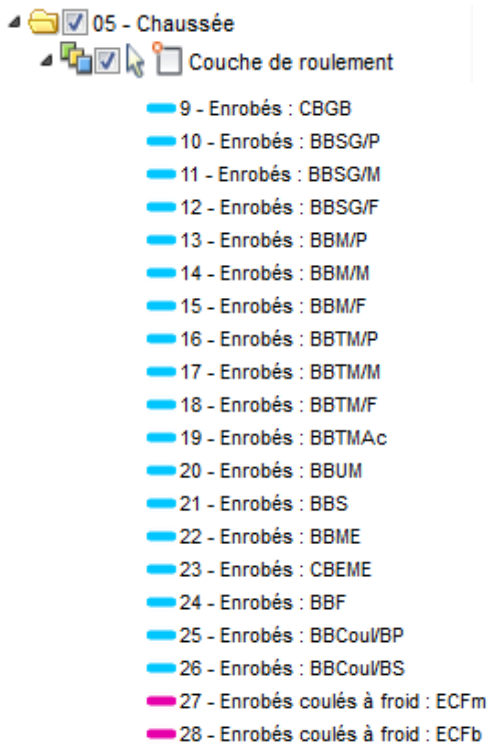 05 - Chaussée
Couche de roulement
9 - Enrobés : CBGB
10 - Enrobés : BBSG/P
11 - Enrobés : BBSG/M
12 - Enrobés : BBSG/F
13 - Enrobés : BBM/P
14 - Enrobés : BBM/M
15 - Enrobés : BBM/F
16 - Enrobés : BBTM/P
17 - Enrobés : BBTM/M
18 - Enrobés : BBTM/F
19 - Enrobés : BBTMAc
20 - Enrobés : BBUM
21 - Enrobés : BBS
22 - Enrobés : BBME
23 - Enrobés : CBEME
24 - Enrobés : BBF
25 - Enrobés : BBCoul/BP
26 - Enrobés : BBCoul/BS
27 - Enrobés coulés à froid : ECFm
28 - Enrobés coulés à froid : ECFb